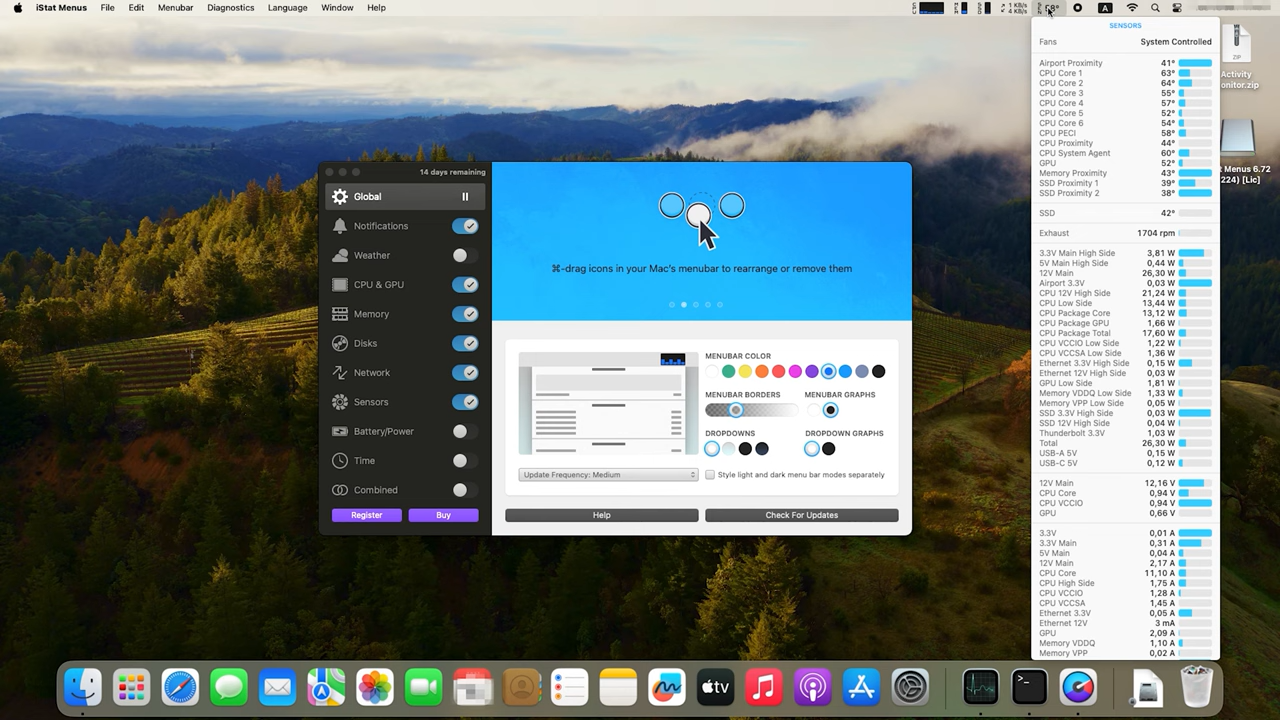 iStat Menus File Edit Menubar Diagnostics Language Window Help
1 KB/s
4 KB/s
A
SENSORS
Fans System Controlled
Airport Proximity 41°
CPU Core 1 63°
CPU Core 2 64°
CPU Core 3 55°
CPU Core 4 57°
CPU Core 5 52°
CPU Core 6 54°
CPU PECI 58°
CPU Proximity 44°
CPU System Agent 60°
GPU 52°
Memory Proximity 43°
SSD Proximity 1 39°
SSD Proximity 2 38°
SSD 42°
Exhaust 1704 rpm
3.3V Main High Side 3,81 W
5V Main High Side 0,44 W
12V Main 26,30 W
Airport 3.3V 0,03 W
CPU 12V High Side 21,24 W
CPU Low Side 13,44 W
CPU Package Core 13,12 W
CPU Package GPU 1,66 W
CPU Package Total 17,60 W
CPU VCCIO Low Side 1,22 W
CPU VCCSA Low Side 1,36 W
Ethernet 3.3V High Side 0,15 W
Ethernet 12V High Side 0,03 W
GPU Low Side 1,81 W
Memory VDDQ Low Side 1,33 W
Memory VPP Low Side 0,05 W
SSD 3.3V High Side 0,03 W
SSD 12V High Side 0,04 W
Thunderbolt 3.3V 1,03 W
Total 26,30 W
USB-A 5V 0,15 W
USB-C 5V 0,12 W
12V Main 12,16 V
CPU Core 0,94 V
CPU VCCIO 0,94 V
GPU 0,66 V
3.3V 0,01 A
3.3V Main 0,31 A
5V Main 0,04 A
12V Main 2,17 A
CPU Core 11,10 A
CPU High Side 1,75 A
CPU VCCIO 1,28 A
CPU VCCSA 1,45 A
Ethernet 3.3V 0,05 A
Ethernet 12V 3 mA
GPU 2,09 A
Memory VDDQ 1,10 A
Memory VPP 0,02 A
ZIP
Activity
onitor.zip
t Menus 6.72
224) [Lic]
14 days remaining
Global
Notifications
Weather
CPU & GPU
Memory
Disks
Network
Sensors
Battery/Power
Time
Combined
Register Buy
⌘-drag icons in your Mac's menubar to rearrange or remove them
MENUBAR COLOR
MENUBAR BORDERS MENUBAR GRAPHS
DROPDOWNS DROPDOWN GRAPHS
Update Frequency: Medium
Style light and dark menu bar modes separately
Help Check For Updates
tv
>_